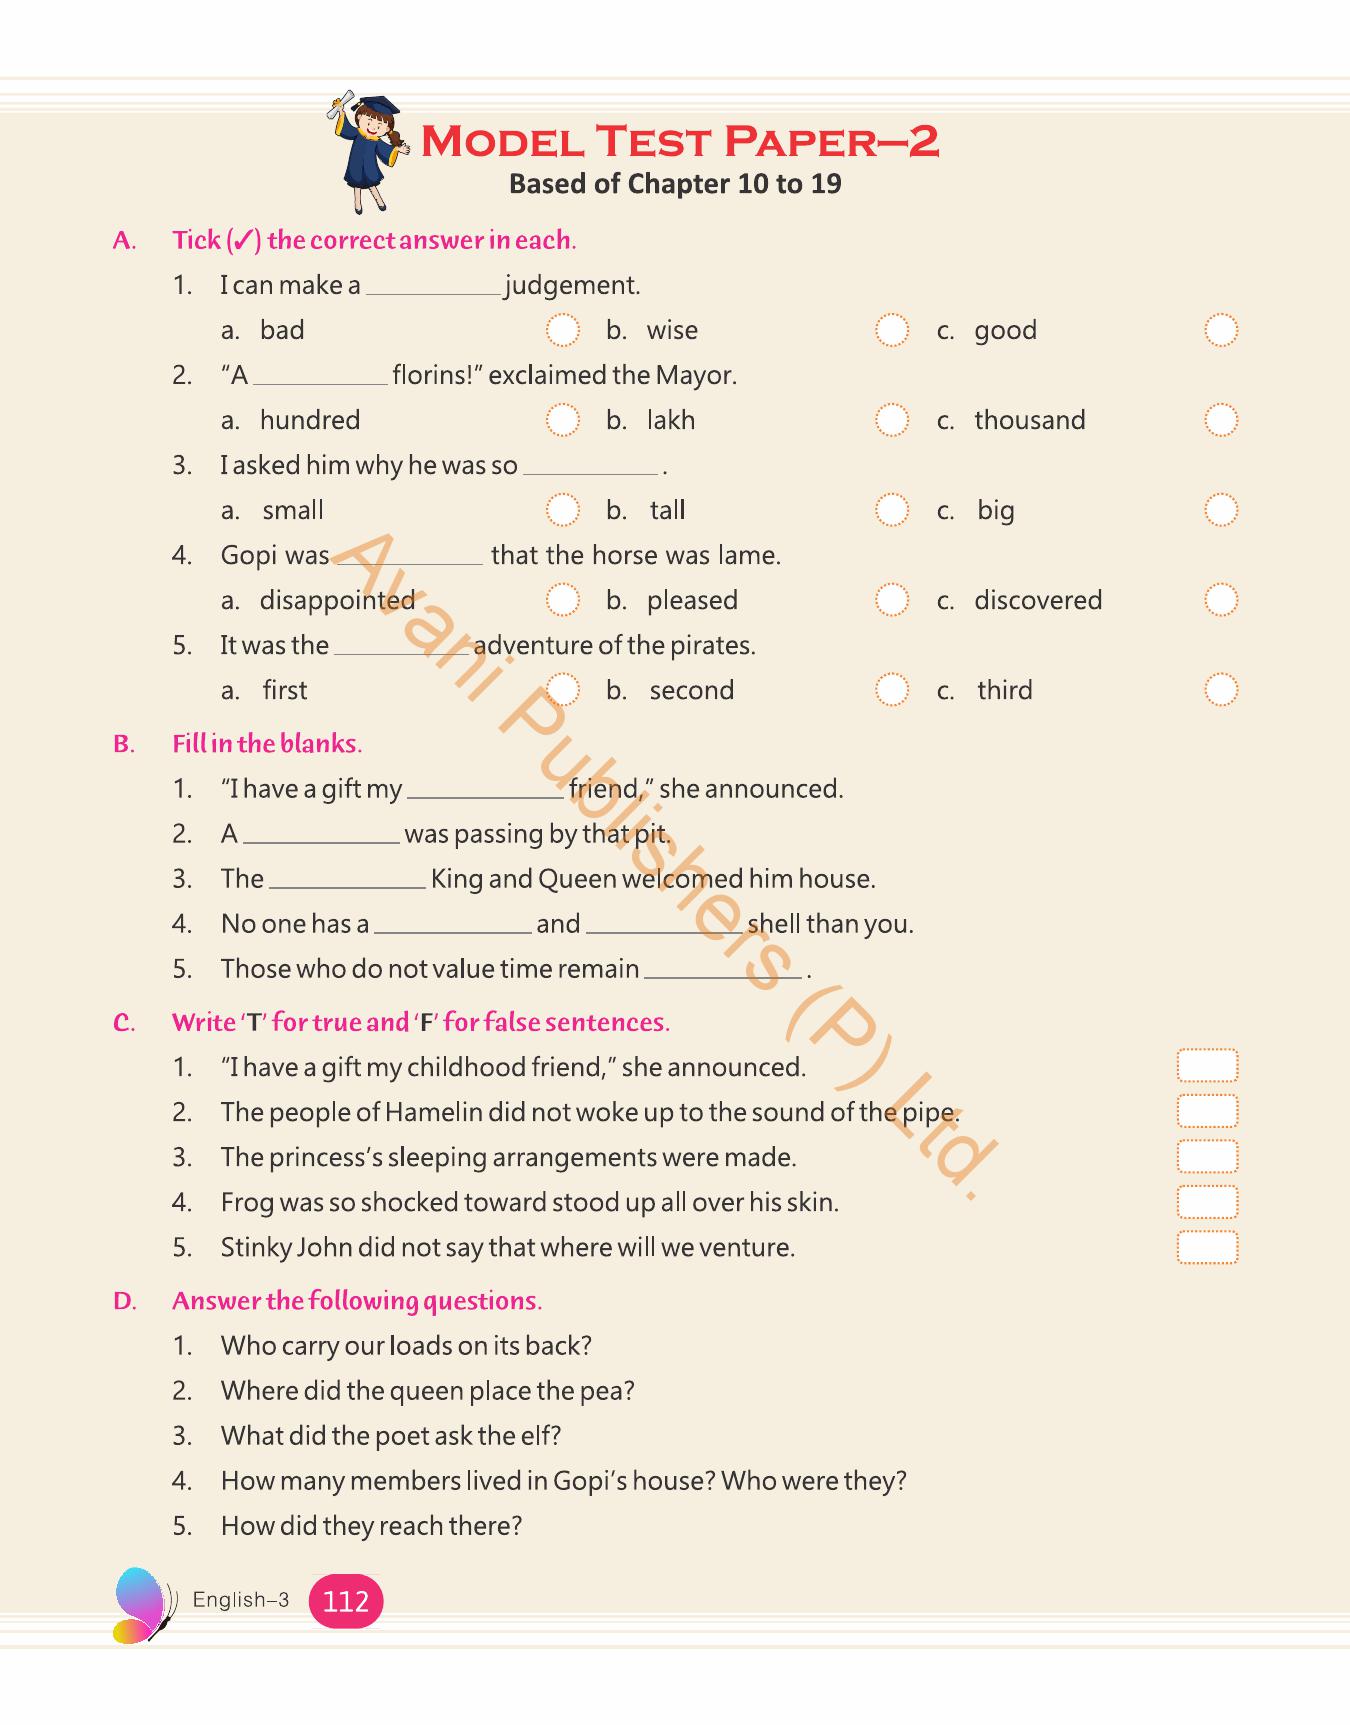 MODEL TEST PAPER–2
Based of Chapter 10 to 19
A. Tick (✓) the correct answer in each.
1. I can make a __________ judgement.
a. bad b. wise c. good
2. “A __________ florins!” exclaimed the Mayor.
a. hundred b. lakh c. thousand
3. I asked him why he was so __________ .
a. small b. tall c. big
4. Gopi was __________ that the horse was lame.
a. disappointed b. pleased c. discovered
5. It was the __________ adventure of the pirates.
a. first b. second c. third
B. Fill in the blanks.
1. “I have a gift my __________ friend,” she announced.
2. A __________ was passing by that pit.
3. The __________ King and Queen welcomed him house.
4. No one has a __________ and __________ shell than you.
5. Those who do not value time remain __________ .
C. Write ‘T’ for true and ‘F’ for false sentences.
1. “I have a gift my childhood friend,” she announced.
2. The people of Hamelin did not woke up to the sound of the pipe.
3. The princess’s sleeping arrangements were made.
4. Frog was so shocked toward stood up all over his skin.
5. Stinky John did not say that where will we venture.
D. Answer the following questions.
1. Who carry our loads on its back?
2. Where did the queen place the pea?
3. What did the poet ask the elf?
4. How many members lived in Gopi’s house? Who were they?
5. How did they reach there?
English–3 112
Avani Publishers (P) Ltd.